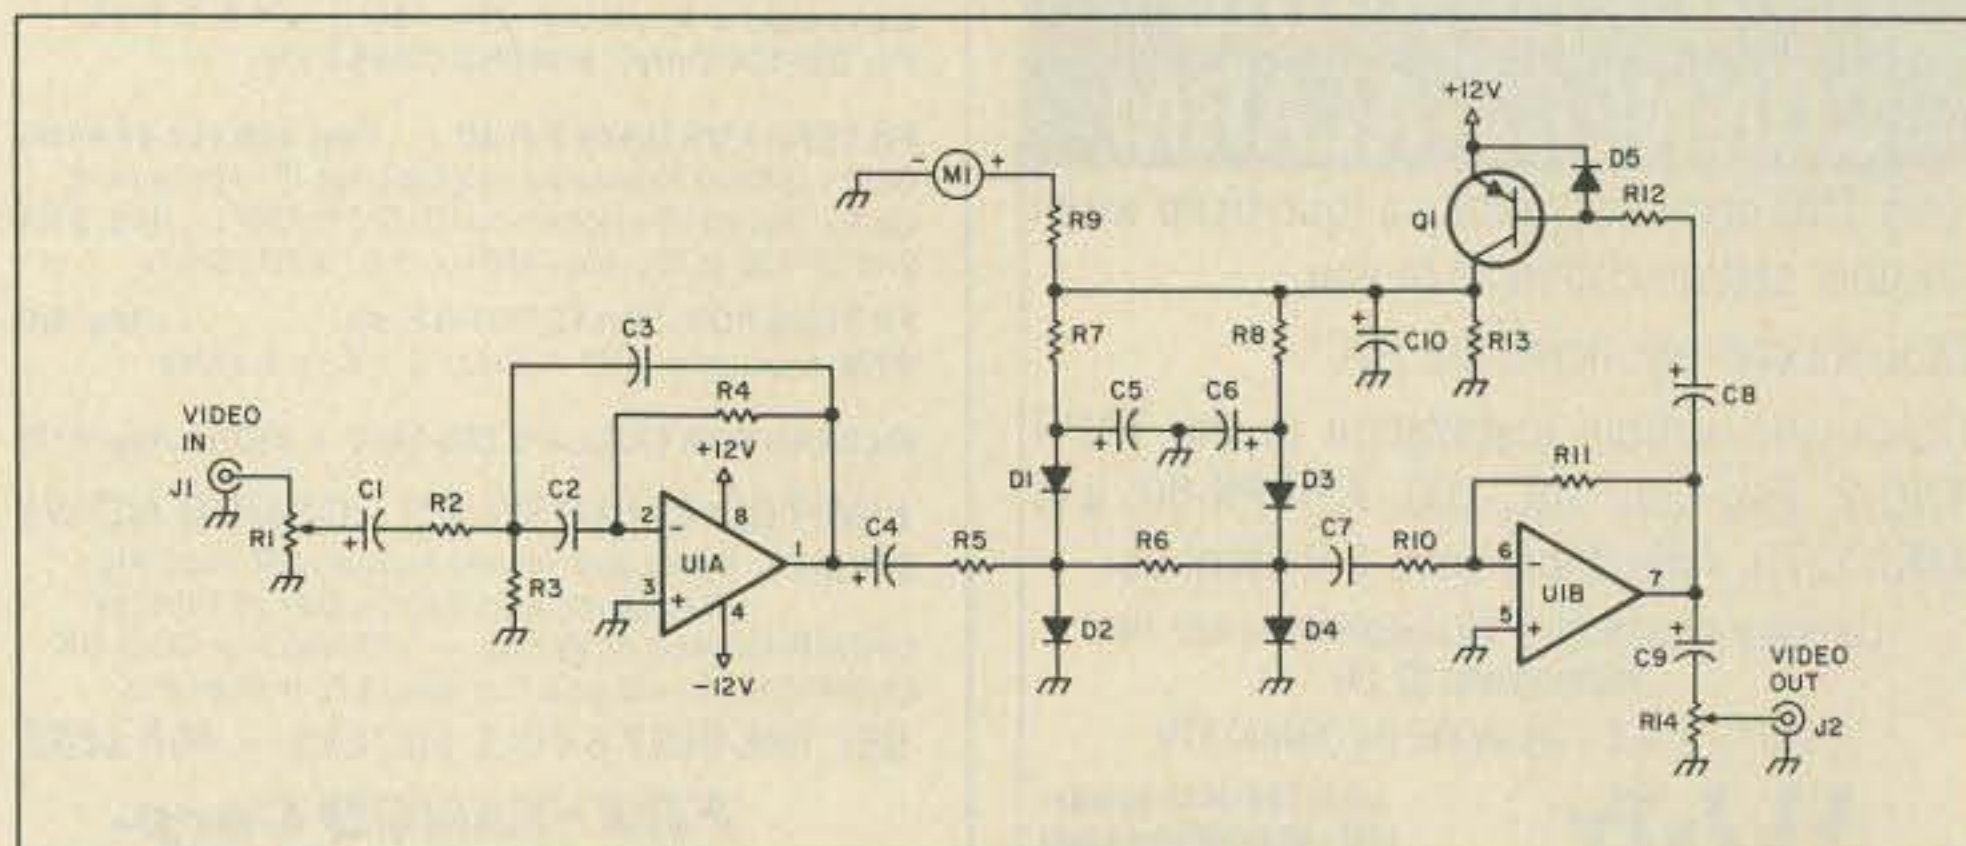 +12V
D5
R12
Q1
- M1 +
R9
R7
R8
+
C10
R13
C3
R4
C5
C6
+
+
+
C8
VIDEO
IN
J1
+12V
D1
D3
R11
R1
C1
+
R2
C2
2
-
8
U1A
1
3
+
4
-12V
R3
C4
+
R5
R6
C7
R10
6
-
U1B
7
5
+
D2
D4
+
C9
VIDEO
OUT
R14
J2